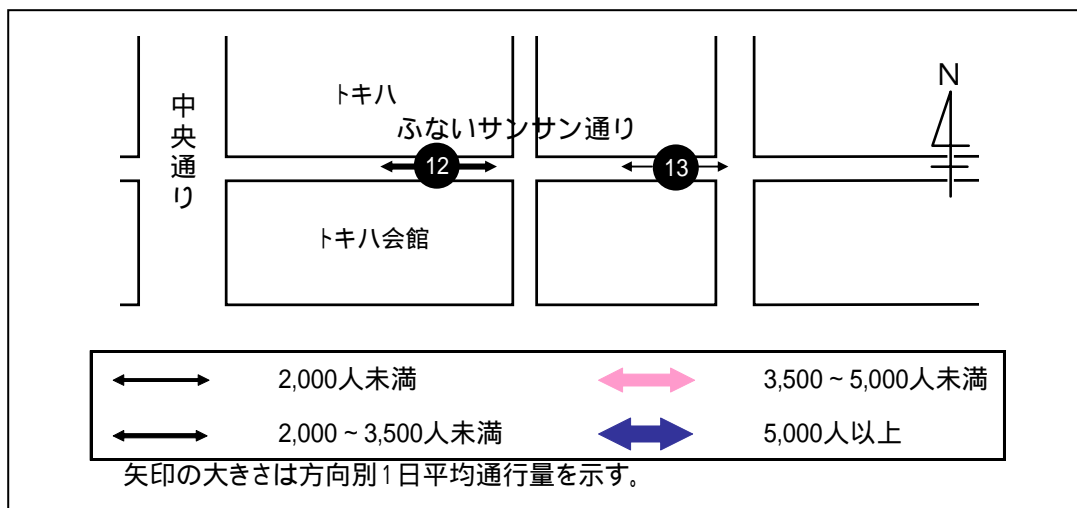 N
トキハ
中央通り
ふないサンサン通り
12
13
トキハ会館
2,000人未満
3,500~5,000人未満
2,000~3,500人未満
5,000人以上
矢印の大きさは方向別1日平均通行量を示す。